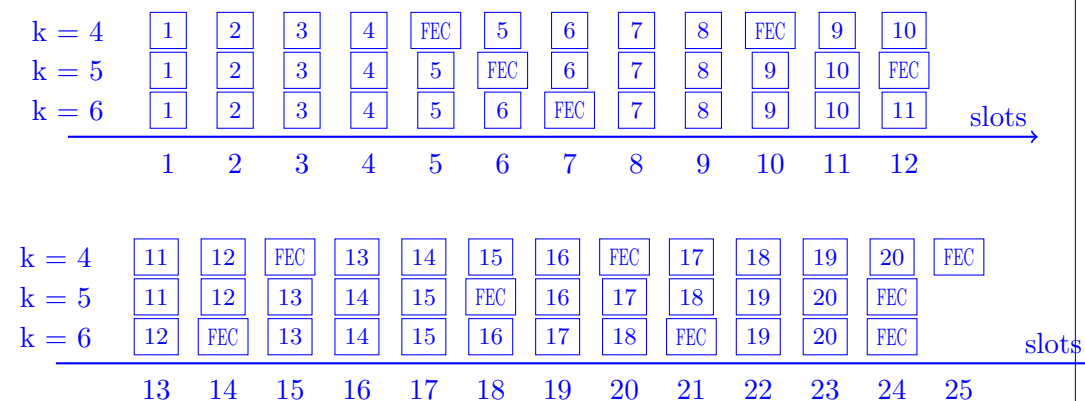 k = 4 1 2 3 4 FEC 5 6 7 8 FEC 9 10
k = 5 1 2 3 4 5 FEC 6 7 8 9 10 FEC
k = 6 1 2 3 4 5 6 FEC 7 8 9 10 11
slots
1 2 3 4 5 6 7 8 9 10 11 12
k = 4 11 12 FEC 13 14 15 16 FEC 17 18 19 20 FEC
k = 5 11 12 13 14 15 FEC 16 17 18 19 20 FEC
k = 6 12 FEC 13 14 15 16 17 18 FEC 19 20 FEC
slots
13 14 15 16 17 18 19 20 21 22 23 24 25